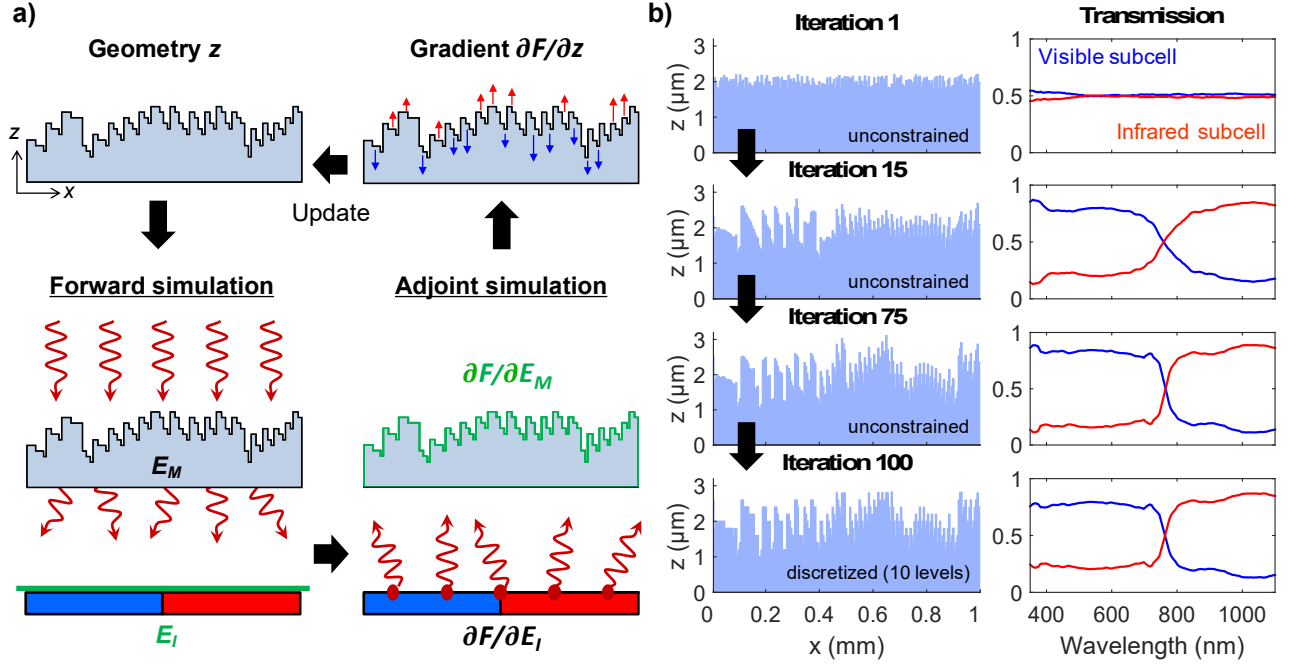 a)
Geometry z
Gradient ∂F/∂z
z
x
Update
Forward simulation
Adjoint simulation
∂F/∂E_M
E_M
E_I
∂F/∂E_I
b)
Iteration 1
Transmission
z (μm)
3
2
1
0
unconstrained
1
0.5
0
Visible subcell
Infrared subcell
Iteration 15
z (μm)
3
2
1
0
unconstrained
1
0.5
0
Iteration 75
z (μm)
3
2
1
0
unconstrained
1
0.5
0
Iteration 100
z (μm)
3
2
1
0
discretized (10 levels)
1
0.5
0
0 0.2 0.4 0.6 0.8 1
x (mm)
400 600 800 1000
Wavelength (nm)